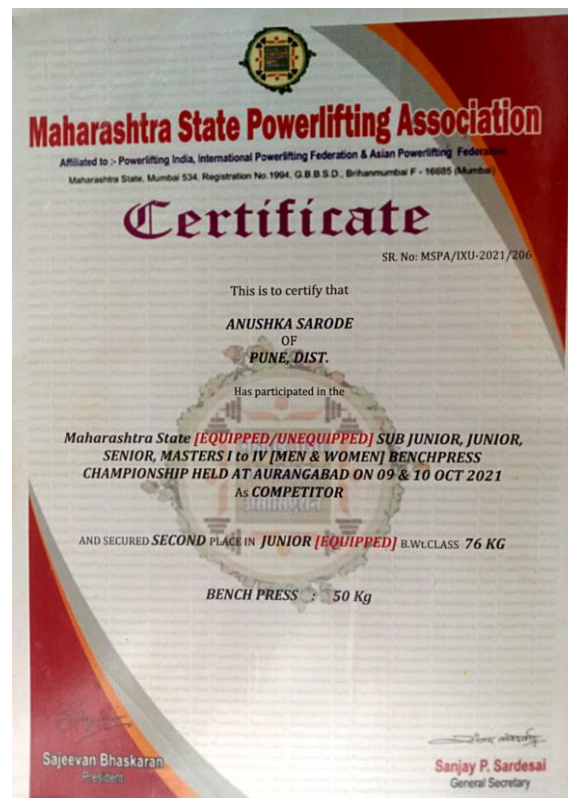 Maharashtra State Powerlifting Association
Affiliated to :- Powerlifting India, International Powerlifting Federation & Asian Powerlifting Federation
Maharashtra State, Mumbai 534, Registration No.1994, G.B.B.S.D., Brihanmumbai F - 16685 (Mumbai)
Certificate
SR. No: MSPA/IXU-2021/206
This is to certify that
ANUSHKA SARODE
OF
PUNE, DIST.
Has participated in the
Maharashtra State [EQUIPPED/UNEQUIPPED] SUB JUNIOR, JUNIOR,
SENIOR, MASTERS I to IV [MEN & WOMEN] BENCHPRESS
CHAMPIONSHIP HELD AT AURANGABAD ON 09 & 10 OCT 2021
As COMPETITOR
AND SECURED SECOND PLACE IN JUNIOR [EQUIPPED] B.Wt.CLASS 76 KG
BENCH PRESS : 50 Kg
Sajeevan Bhaskaran
President
Sanjay P. Sardesai
General Secretary